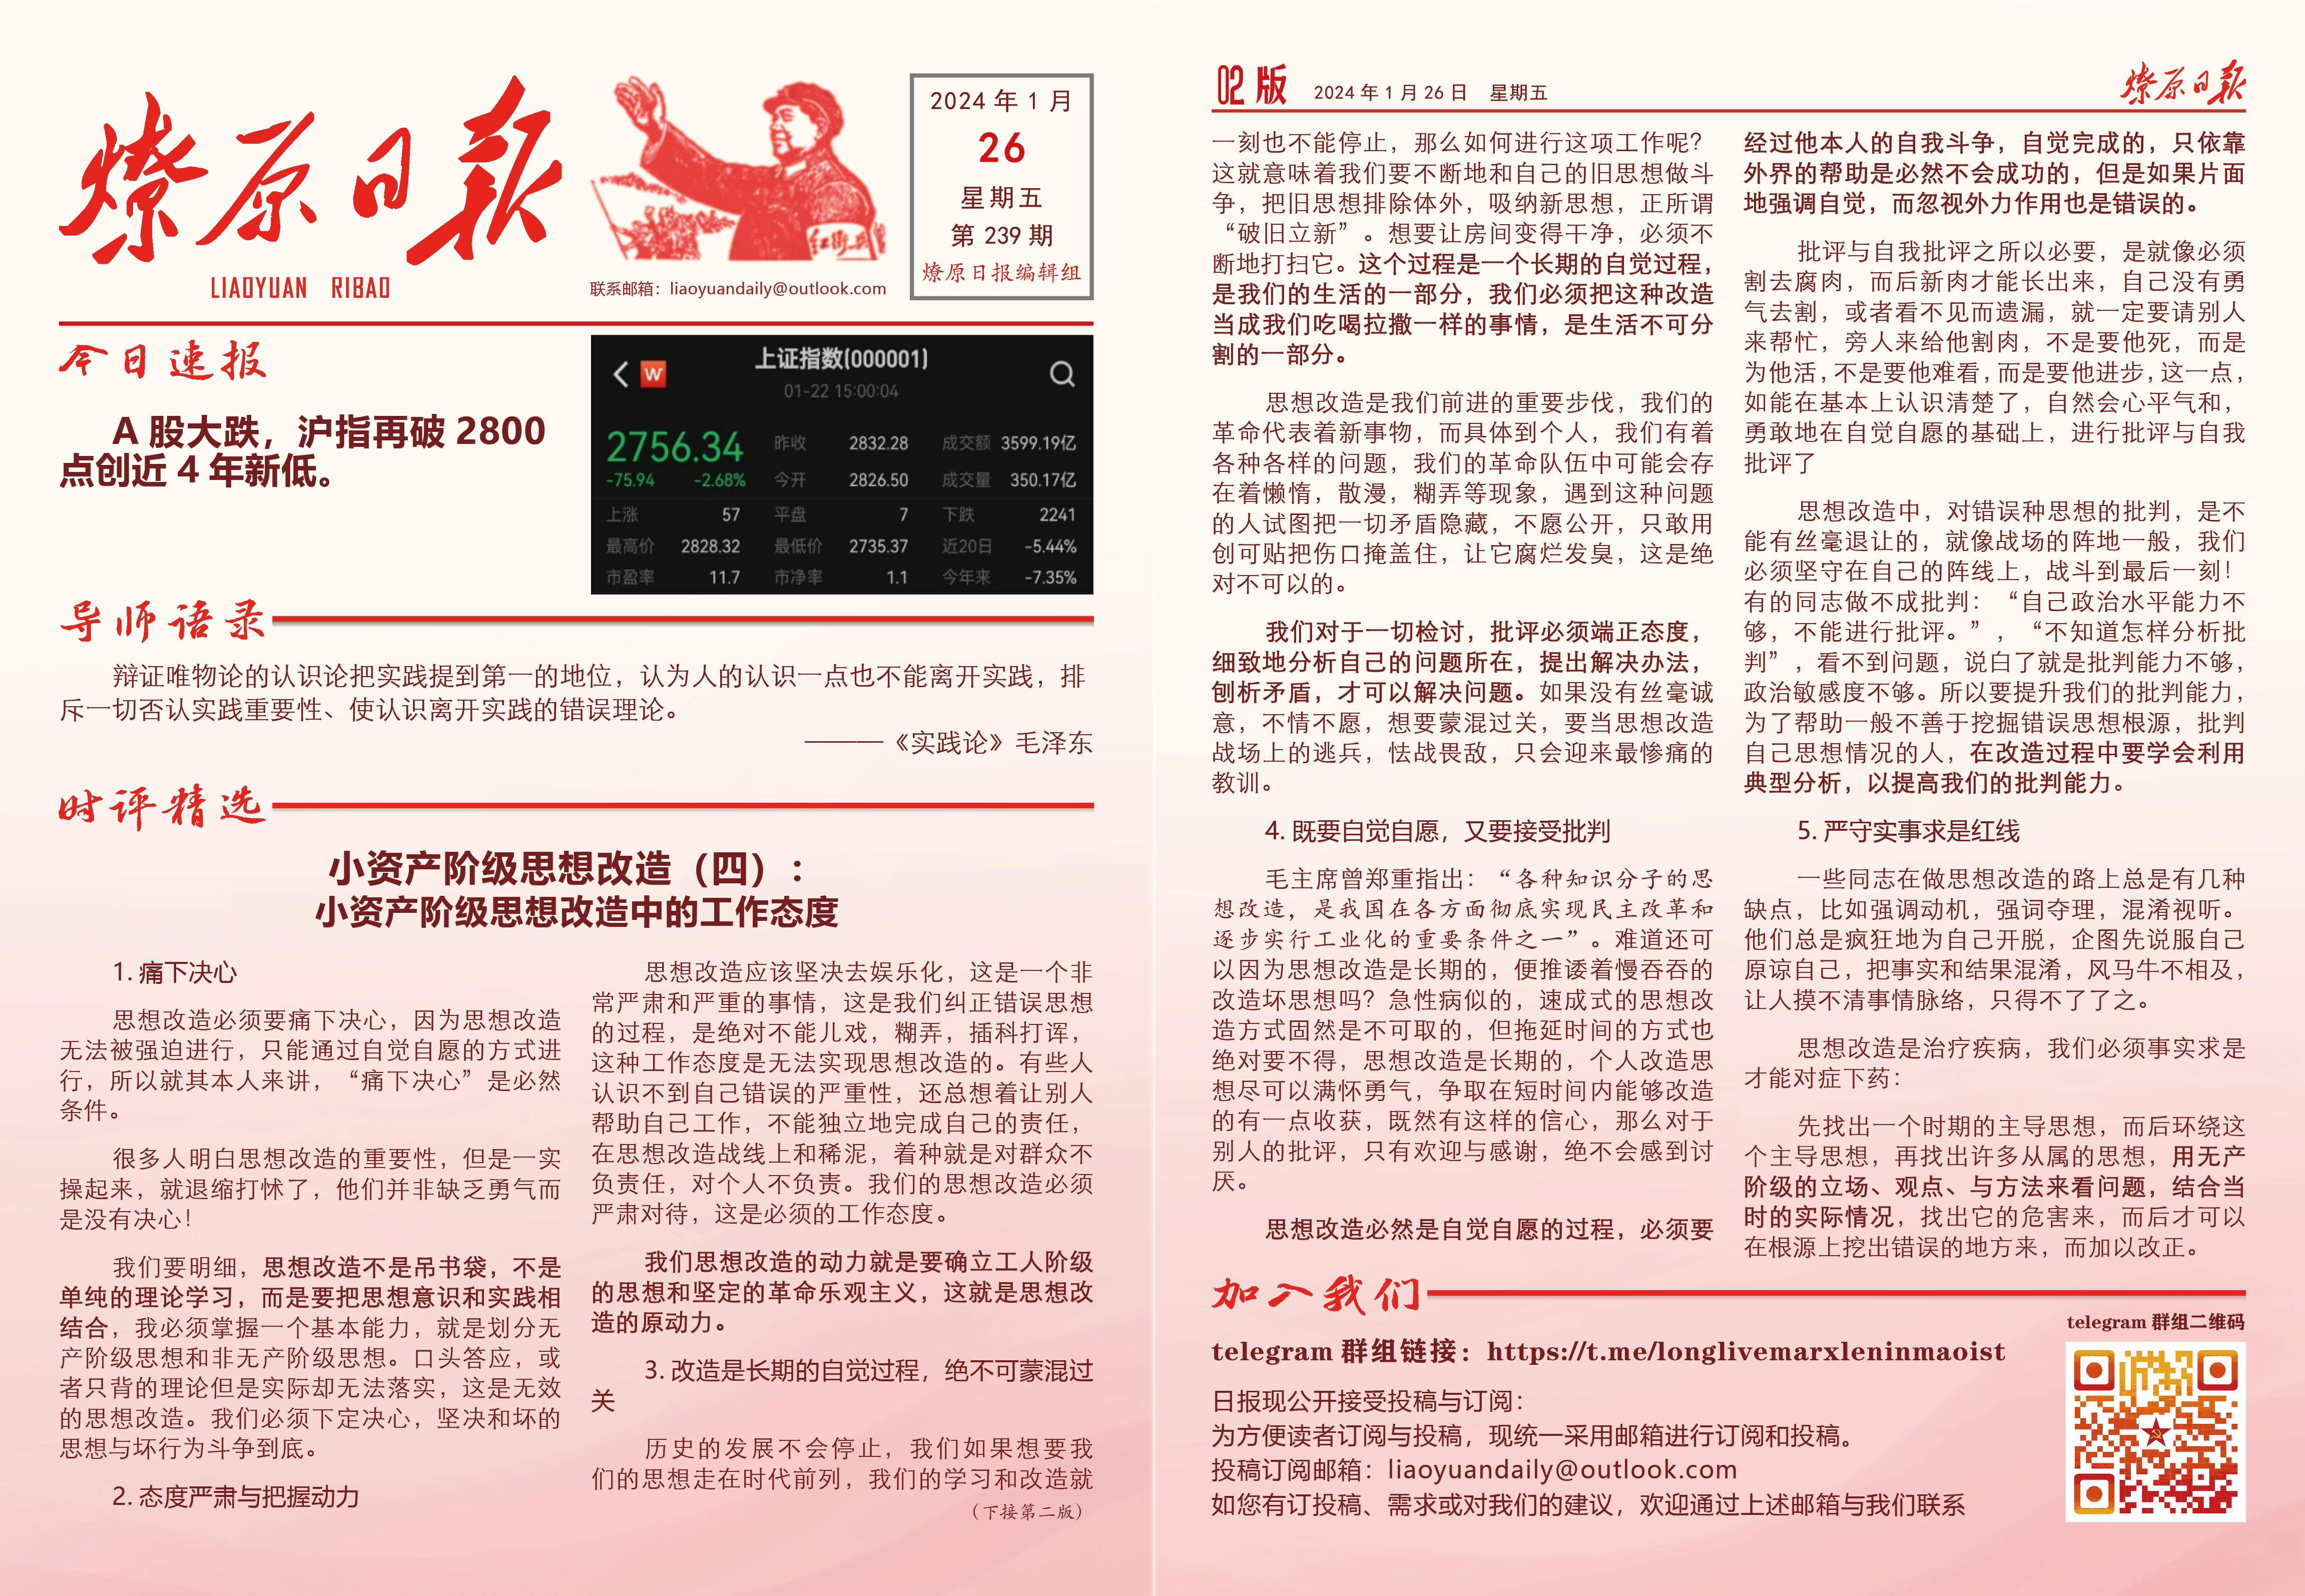 燎原日报
LIAOYUAN RIBAO
红卫兵
联系邮箱：liaoyuandaily@outlook.com
2024 年 1 月
26
星期五
第 239 期
燎原日报编辑组
今日速报
A 股大跌，沪指再破 2800
点创近 4 年新低。
上证指数(000001)
01-22 15:00:04
2756.34 昨收 2832.28 成交额 3599.19亿
-75.94 -2.68% 今开 2826.50 成交量 350.17亿
上涨 57 平盘 7 下跌 2241
最高价 2828.32 最低价 2735.37 近20日 -5.44%
市盈率 11.7 市净率 1.1 今年来 -7.35%
导师语录
辩证唯物论的认识论把实践提到第一的地位，认为人的认识一点也不能离开实践，排
斥一切否认实践重要性、使认识离开实践的错误理论。
———《实践论》毛泽东
时评精选
小资产阶级思想改造（四）：
小资产阶级思想改造中的工作态度
1. 痛下决心
思想改造必须要痛下决心，因为思想改造
无法被强迫进行，只能通过自觉自愿的方式进
行，所以就其本人来讲，“痛下决心”是必然
条件。
很多人明白思想改造的重要性，但是一实
操起来，就退缩打怵了，他们并非缺乏勇气而
是没有决心！
我们要明细，思想改造不是吊书袋，不是
单纯的理论学习，而是要把思想意识和实践相
结合，我必须掌握一个基本能力，就是划分无
产阶级思想和非无产阶级思想。口头答应，或
者只背的理论但是实际却无法落实，这是无效
的思想改造。我们必须下定决心，坚决和坏的
思想与坏行为斗争到底。
2. 态度严肃与把握动力
思想改造应该坚决去娱乐化，这是一个非
常严肃和严重的事情，这是我们纠正错误思想
的过程，是绝对不能儿戏，糊弄，插科打诨，
这种工作态度是无法实现思想改造的。有些人
认识不到自己错误的严重性，还总想着让别人
帮助自己工作，不能独立地完成自己的责任，
在思想改造战线上和稀泥，着种就是对群众不
负责任，对个人不负责。我们的思想改造必须
严肃对待，这是必须的工作态度。
我们思想改造的动力就是要确立工人阶级
的思想和坚定的革命乐观主义，这就是思想改
造的原动力。
3. 改造是长期的自觉过程，绝不可蒙混过
关
历史的发展不会停止，我们如果想要我
们的思想走在时代前列，我们的学习和改造就
（下接第二版）
02 版 2024 年 1 月 26 日 星期五
燎原日报
一刻也不能停止，那么如何进行这项工作呢？
这就意味着我们要不断地和自己的旧思想做斗
争，把旧思想排除体外，吸纳新思想，正所谓
“破旧立新”。想要让房间变得干净，必须不
断地打扫它。这个过程是一个长期的自觉过程，
是我们的生活的一部分，我们必须把这种改造
当成我们吃喝拉撒一样的事情，是生活不可分
割的一部分。
思想改造是我们前进的重要步伐，我们的
革命代表着新事物，而具体到个人，我们有着
各种各样的问题，我们的革命队伍中可能会存
在着懒惰，散漫，糊弄等现象，遇到这种问题
的人试图把一切矛盾隐藏，不愿公开，只敢用
创可贴把伤口掩盖住，让它腐烂发臭，这是绝
对不可以的。
我们对于一切检讨，批评必须端正态度，
细致地分析自己的问题所在，提出解决办法，
刨析矛盾，才可以解决问题。如果没有丝毫诚
意，不情不愿，想要蒙混过关，要当思想改造
战场上的逃兵，怯战畏敌，只会迎来最惨痛的
教训。
4. 既要自觉自愿，又要接受批判
毛主席曾郑重指出：“各种知识分子的思
想改造，是我国在各方面彻底实现民主改革和
逐步实行工业化的重要条件之一”。难道还可
以因为思想改造是长期的，便推诿着慢吞吞的
改造坏思想吗？急性病似的，速成式的思想改
造方式固然是不可取的，但拖延时间的方式也
绝对要不得，思想改造是长期的，个人改造思
想尽可以满怀勇气，争取在短时间内能够改造
的有一点收获，既然有这样的信心，那么对于
别人的批评，只有欢迎与感谢，绝不会感到讨
厌。
思想改造必然是自觉自愿的过程，必须要
经过他本人的自我斗争，自觉完成的，只依靠
外界的帮助是必然不会成功的，但是如果片面
地强调自觉，而忽视外力作用也是错误的。
批评与自我批评之所以必要，是就像必须
割去腐肉，而后新肉才能长出来，自己没有勇
气去割，或者看不见而遗漏，就一定要请别人
来帮忙，旁人来给他割肉，不是要他死，而是
为他活，不是要他难看，而是要他进步，这一点，
如能在基本上认识清楚了，自然会心平气和，
勇敢地在自觉自愿的基础上，进行批评与自我
批评了
思想改造中，对错误种思想的批判，是不
能有丝毫退让的，就像战场的阵地一般，我们
必须坚守在自己的阵线上，战斗到最后一刻！
有的同志做不成批判：“自己政治水平能力不
够，不能进行批评。”，“不知道怎样分析批
判”，看不到问题，说白了就是批判能力不够，
政治敏感度不够。所以要提升我们的批判能力，
为了帮助一般不善于挖掘错误思想根源，批判
自己思想情况的人，在改造过程中要学会利用
典型分析，以提高我们的批判能力。
5. 严守实事求是红线
一些同志在做思想改造的路上总是有几种
缺点，比如强调动机，强词夺理，混淆视听。
他们总是疯狂地为自己开脱，企图先说服自己
原谅自己，把事实和结果混淆，风马牛不相及，
让人摸不清事情脉络，只得不了了之。
思想改造是治疗疾病，我们必须事实求是
才能对症下药：
先找出一个时期的主导思想，而后环绕这
个主导思想，再找出许多从属的思想，用无产
阶级的立场、观点、与方法来看问题，结合当
时的实际情况，找出它的危害来，而后才可以
在根源上挖出错误的地方来，而加以改正。
加入我们
telegram 群组链接：https://t.me/longlivemarxleninmaoist
日报现公开接受投稿与订阅：
为方便读者订阅与投稿，现统一采用邮箱进行订阅和投稿。
投稿订阅邮箱：liaoyuandaily@outlook.com
如您有订投稿、需求或对我们的建议，欢迎通过上述邮箱与我们联系
telegram 群组二维码